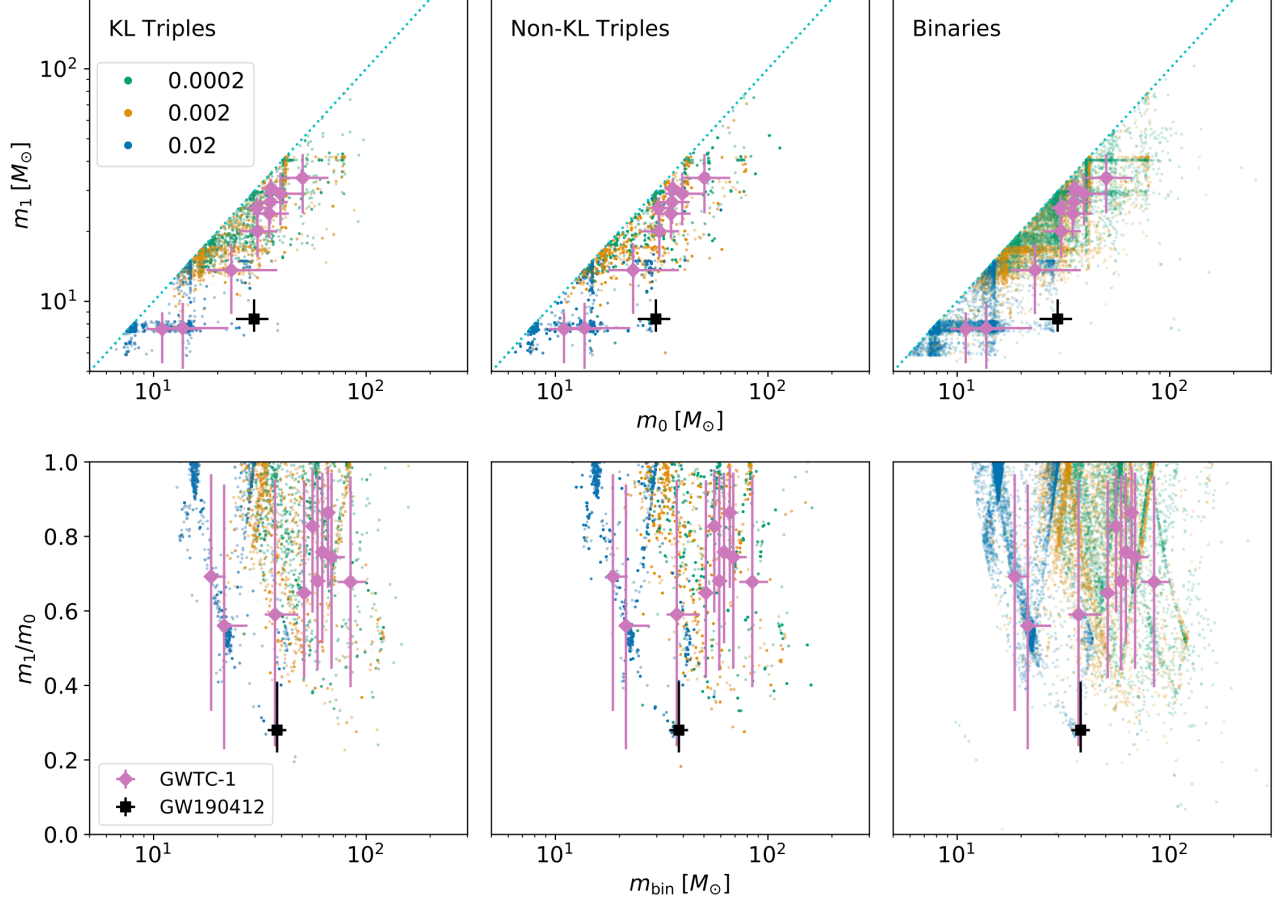 KL Triples
Non-KL Triples
Binaries
0.0002
0.002
0.02
10²
10¹
m₁ [M☉]
10¹ 10² 10¹ 10² 10¹ 10²
m₀ [M☉]
1.0
0.8
0.6
0.4
0.2
0.0
m₁/m₀
GWTC-1
GW190412
10¹ 10² 10¹ 10² 10¹ 10²
m_bin [M☉]